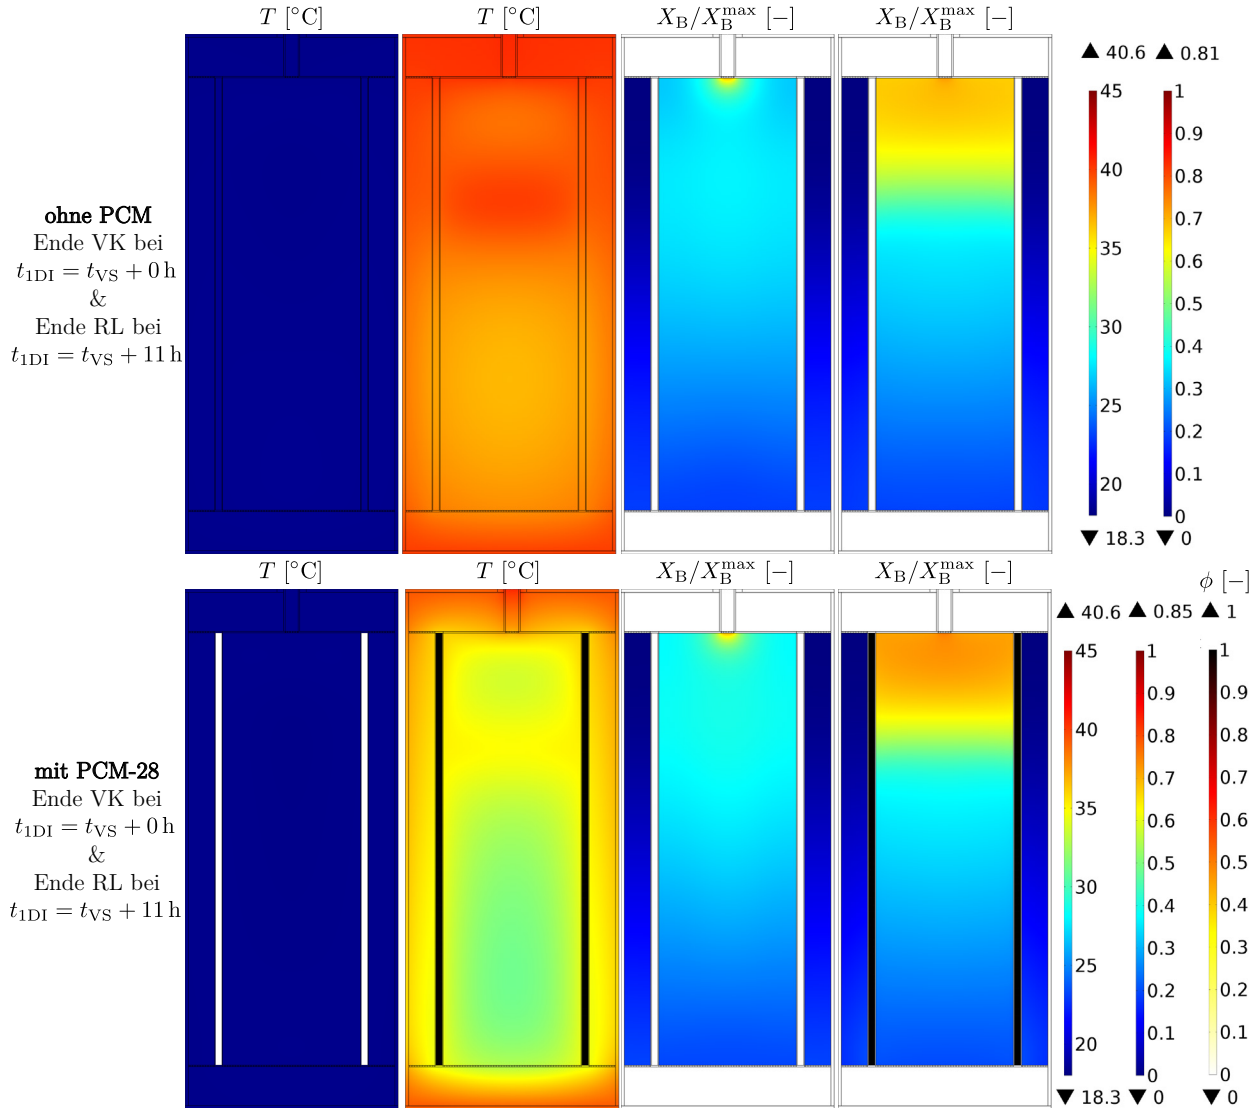 T [°C]
T [°C]
X_B/X_B^max [−]
X_B/X_B^max [−]
▲ 40.6 ▲ 0.81
45
40
35
30
25
20
1
0.9
0.8
0.7
0.6
0.5
0.4
0.3
0.2
0.1
0
▼ 18.3 ▼ 0
ohne PCM
Ende VK bei
t_1DI = t_VS + 0 h
&
Ende RL bei
t_1DI = t_VS + 11 h
T [°C]
T [°C]
X_B/X_B^max [−]
X_B/X_B^max [−]
ϕ [−]
▲ 40.6 ▲ 0.85 ▲ 1
45
40
35
30
25
20
1
0.9
0.8
0.7
0.6
0.5
0.4
0.3
0.2
0.1
0
1
0.9
0.8
0.7
0.6
0.5
0.4
0.3
0.2
0.1
0
▼ 18.3 ▼ 0 ▼ 0
mit PCM-28
Ende VK bei
t_1DI = t_VS + 0 h
&
Ende RL bei
t_1DI = t_VS + 11 h